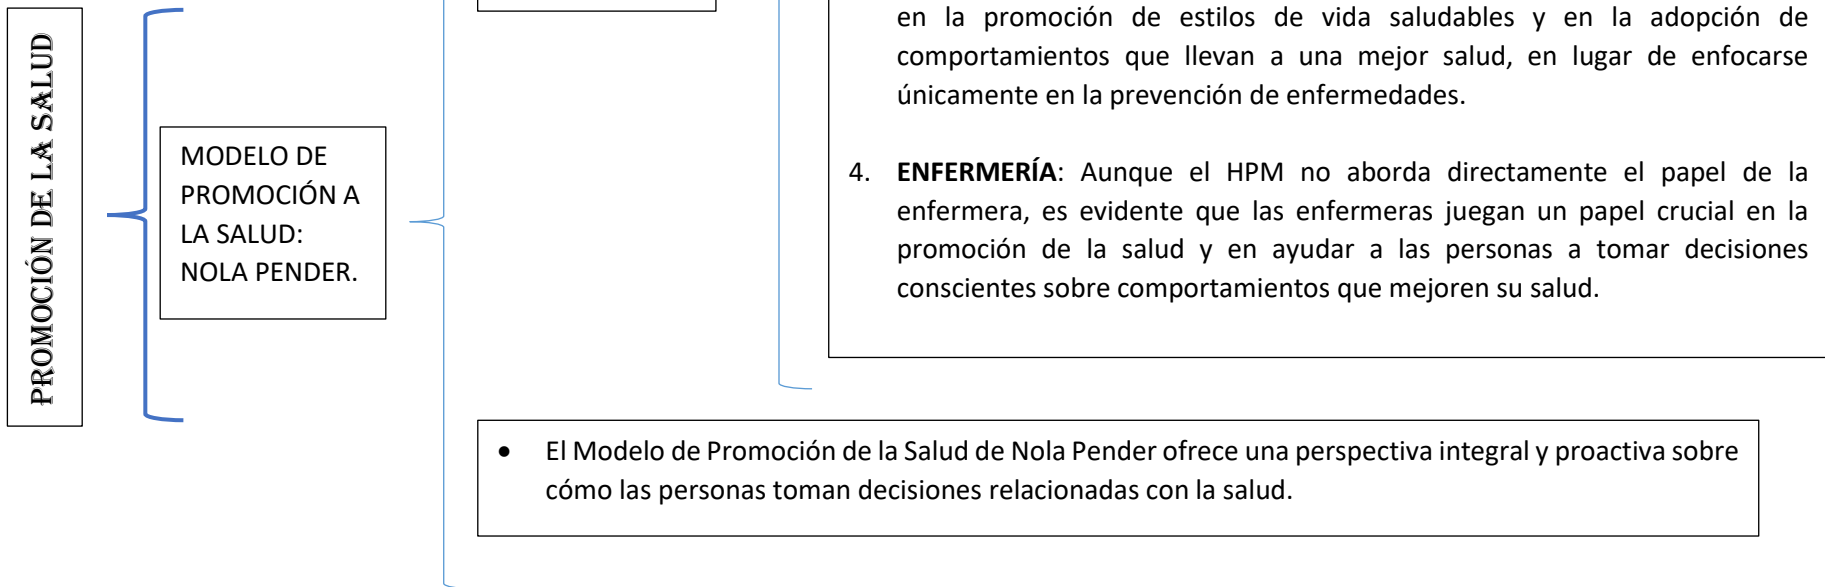 PROMOCIÓN DE LA SALUD
MODELO DE
PROMOCIÓN A
LA SALUD:
NOLA PENDER.
en la promoción de estilos de vida saludables y en la adopción de
comportamientos que llevan a una mejor salud, en lugar de enfocarse
únicamente en la prevención de enfermedades.
4. ENFERMERÍA: Aunque el HPM no aborda directamente el papel de la
enfermera, es evidente que las enfermeras juegan un papel crucial en la
promoción de la salud y en ayudar a las personas a tomar decisiones
conscientes sobre comportamientos que mejoren su salud.
• El Modelo de Promoción de la Salud de Nola Pender ofrece una perspectiva integral y proactiva sobre
cómo las personas toman decisiones relacionadas con la salud.